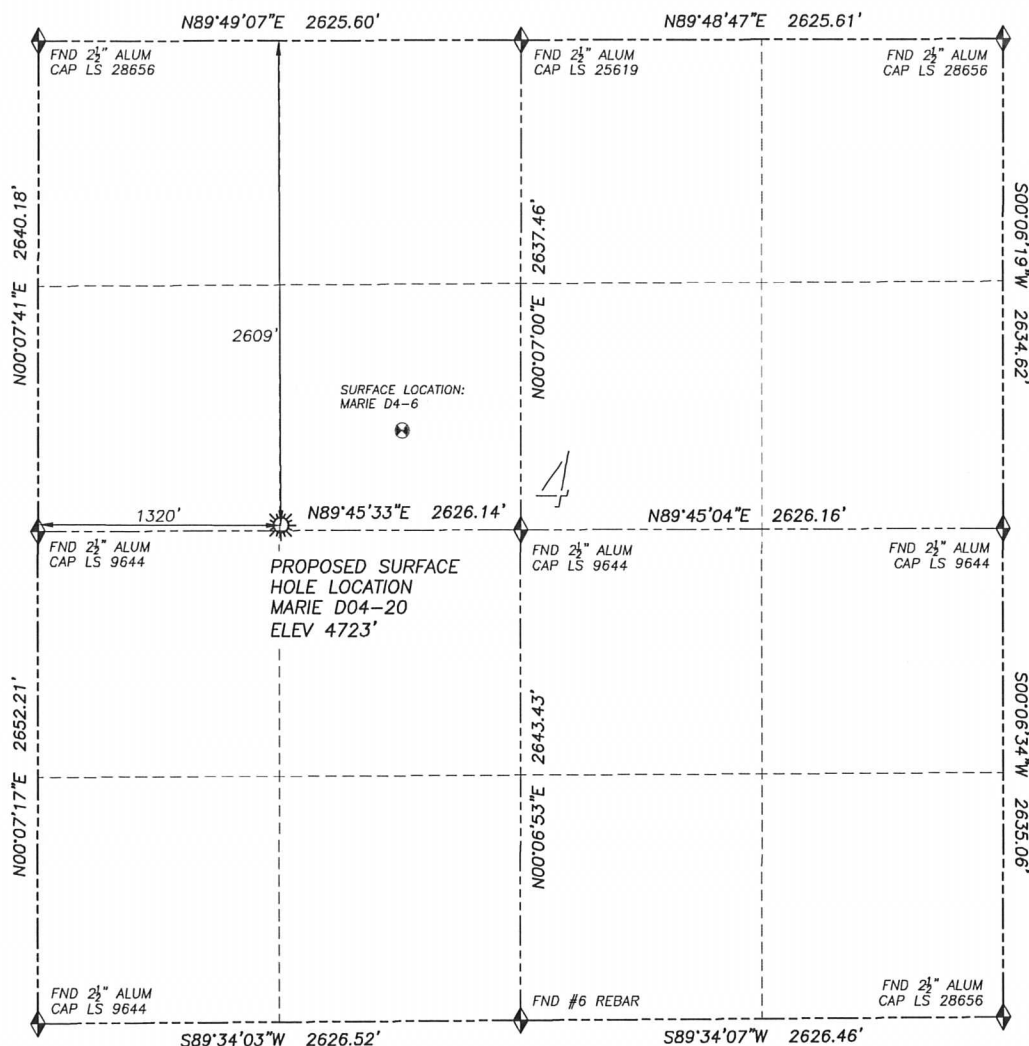 N89°49'07"E 2625.60'
N89°48'47"E 2625.61'
FND 2½" ALUM
CAP LS 28656
FND 2½" ALUM
CAP LS 25619
FND 2½" ALUM
CAP LS 28656
N00°07'41"E 2640.18'
2609'
N00°07'00"E 2637.46'
S00°06'19"W 2634.62'
SURFACE LOCATION:
MARIE D4-6
4
1320'
N89°45'33"E 2626.14'
N89°45'04"E 2626.16'
FND 2½" ALUM
CAP LS 9644
FND 2½" ALUM
CAP LS 9644
FND 2½" ALUM
CAP LS 9644
PROPOSED SURFACE
HOLE LOCATION
MARIE D04-20
ELEV 4723'
N00°07'17"E 2652.21'
N00°06'53"E 2643.43'
S00°06'34"W 2635.06'
FND 2½" ALUM
CAP LS 9644
FND #6 REBAR
FND 2½" ALUM
CAP LS 28656
S89°34'03"W 2626.52'
S89°34'07"W 2626.46'